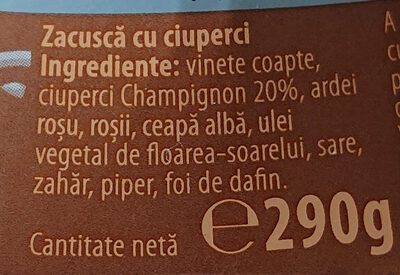 Zacuscă cu ciuperci
Ingrediente: vinete coapte,
ciuperci Champignon 20%, ardei
roșu, roșii, ceapă albă, ulei
vegetal de floarea-soarelui, sare,
zahăr, piper, foi de dafin.
Cantitate netă ℮290g